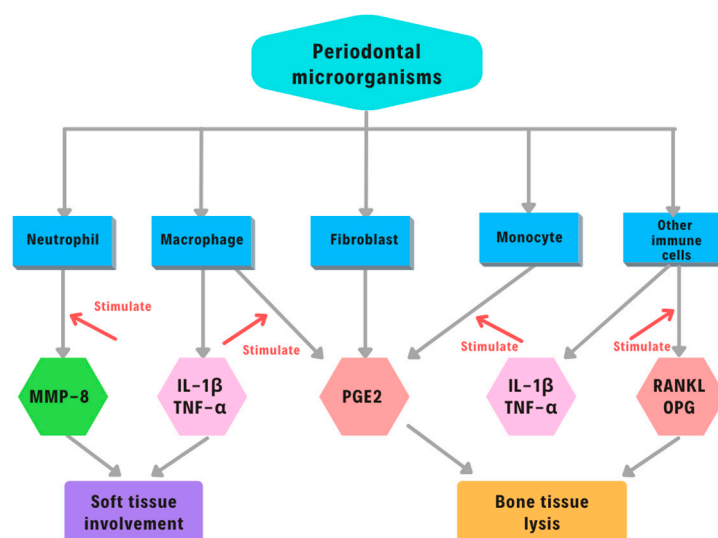 Periodontal
microorganisms
Neutrophil
Macrophage
Fibroblast
Monocyte
Other
immune
cells
Stimulate
Stimulate
Stimulate
Stimulate
MMP-8
IL-1β
TNF-α
PGE2
IL-1β
TNF-α
RANKL
OPG
Soft tissue
involvement
Bone tissue
lysis